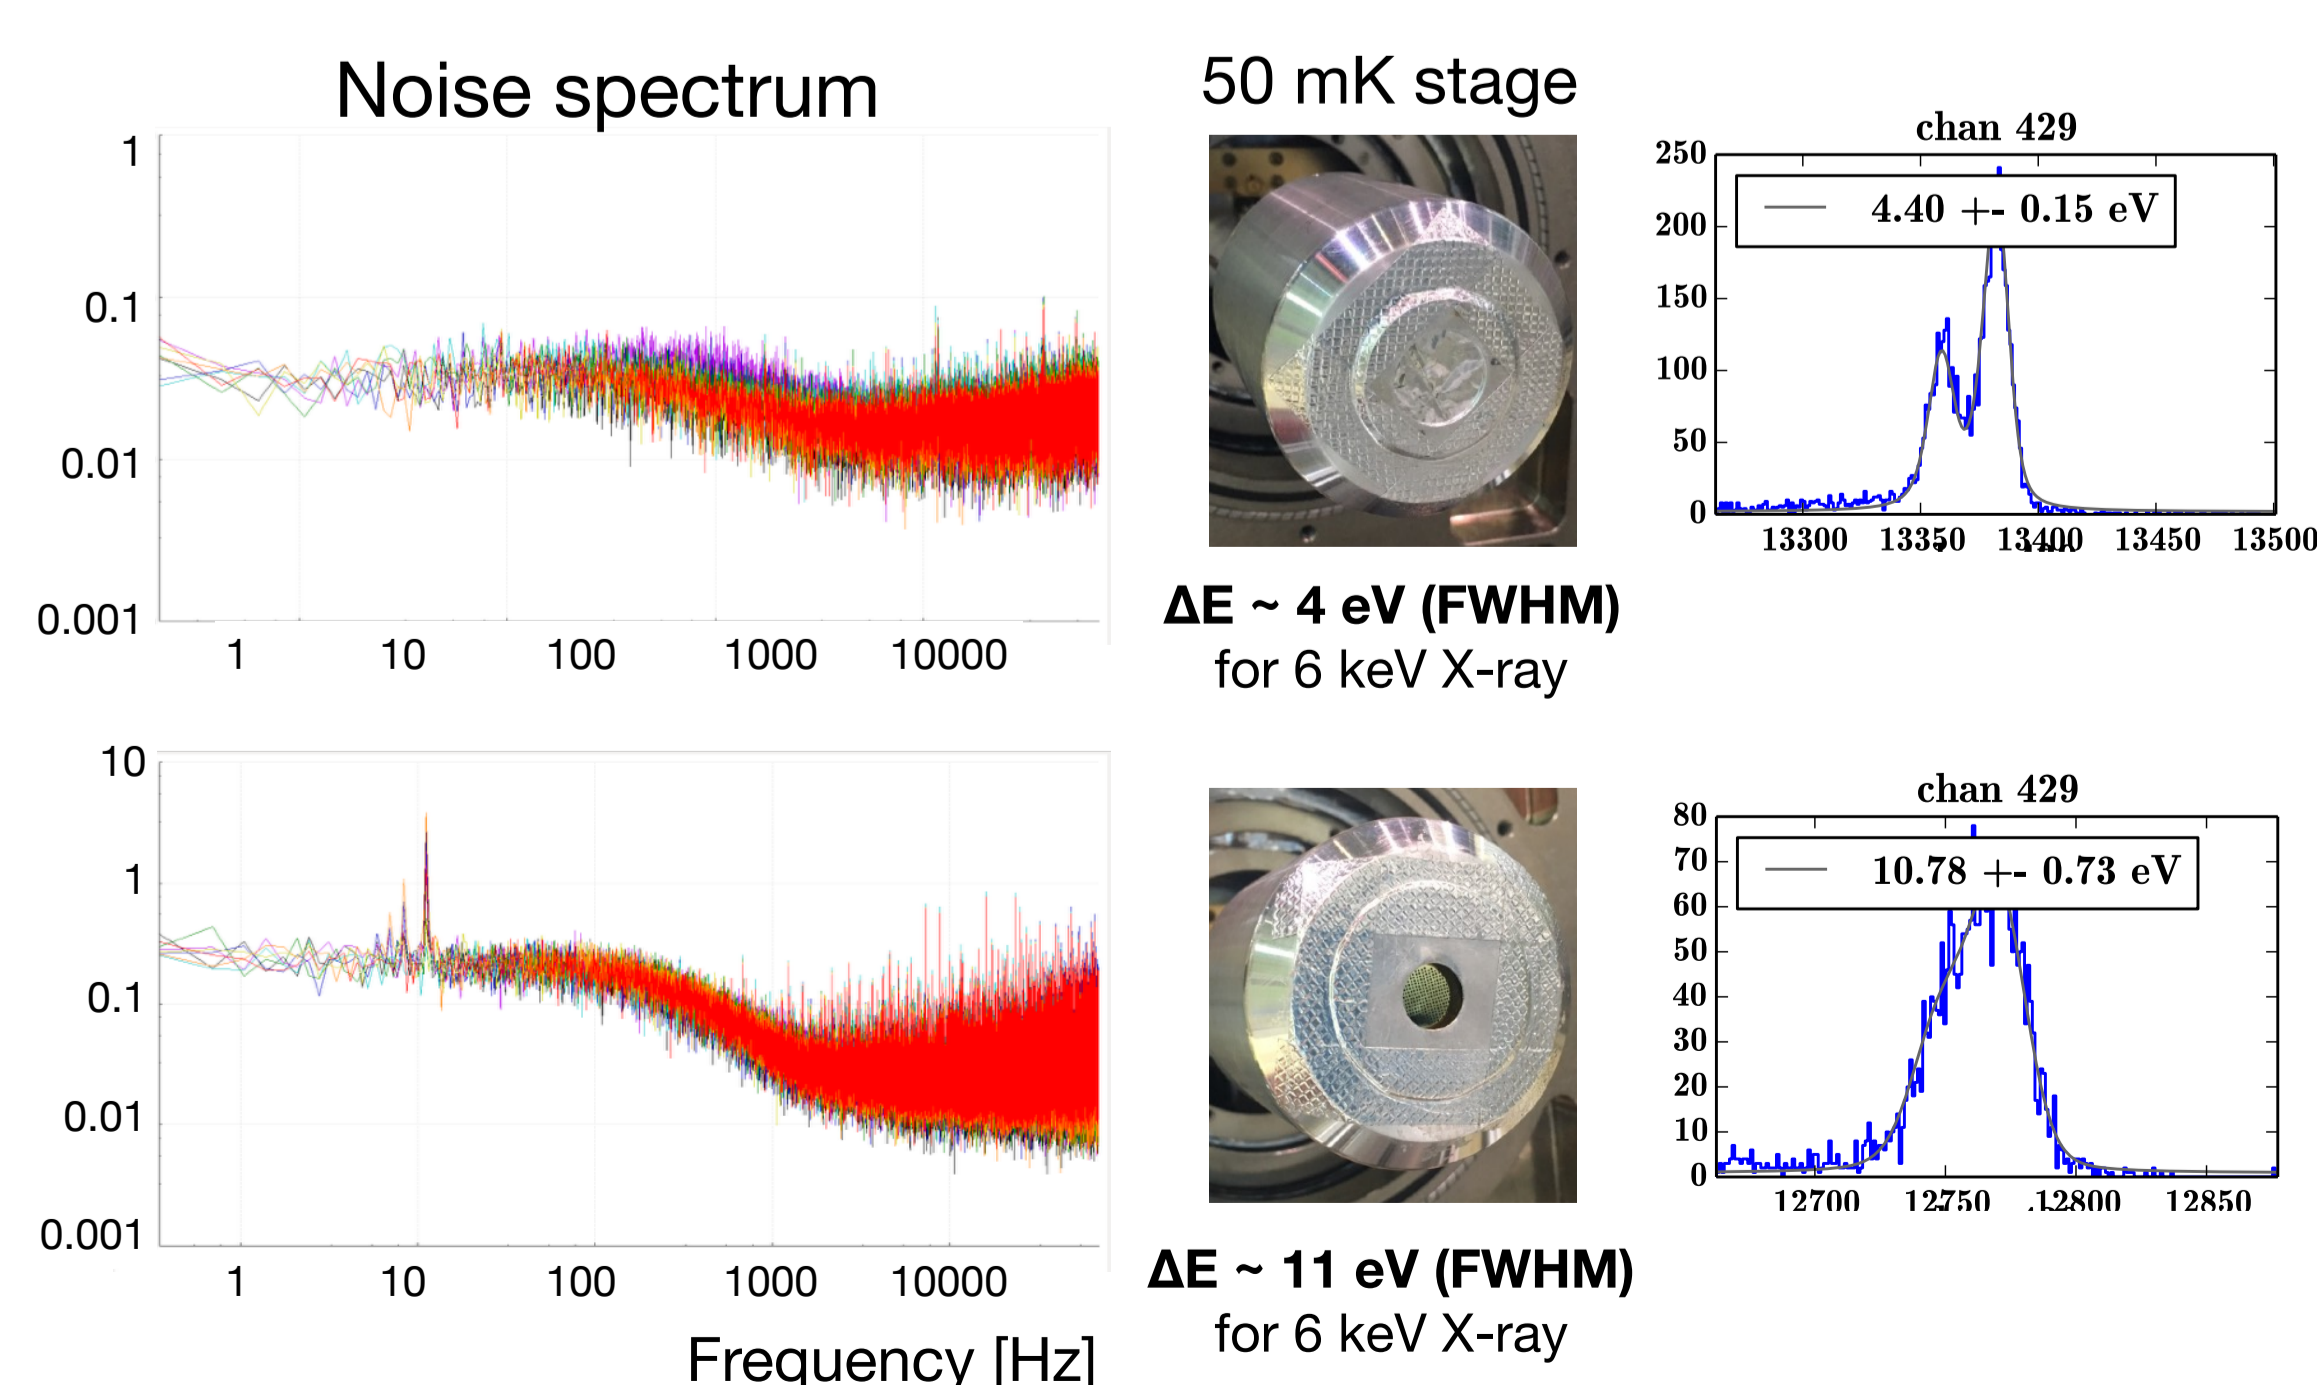 Noise spectrum
50 mK stage
1
0.1
0.01
0.001
1 10 100 1000 10000
chan 429
250
200
150
100
50
0
4.40 +- 0.15 eV
13300 13350 13400 13450 13500
ΔE ~ 4 eV (FWHM)
for 6 keV X-ray
10
1
0.1
0.01
0.001
1 10 100 1000 10000
Frequency [Hz]
chan 429
80
70
60
50
40
30
20
10
0
10.78 +- 0.73 eV
12700 12750 12800 12850
ΔE ~ 11 eV (FWHM)
for 6 keV X-ray